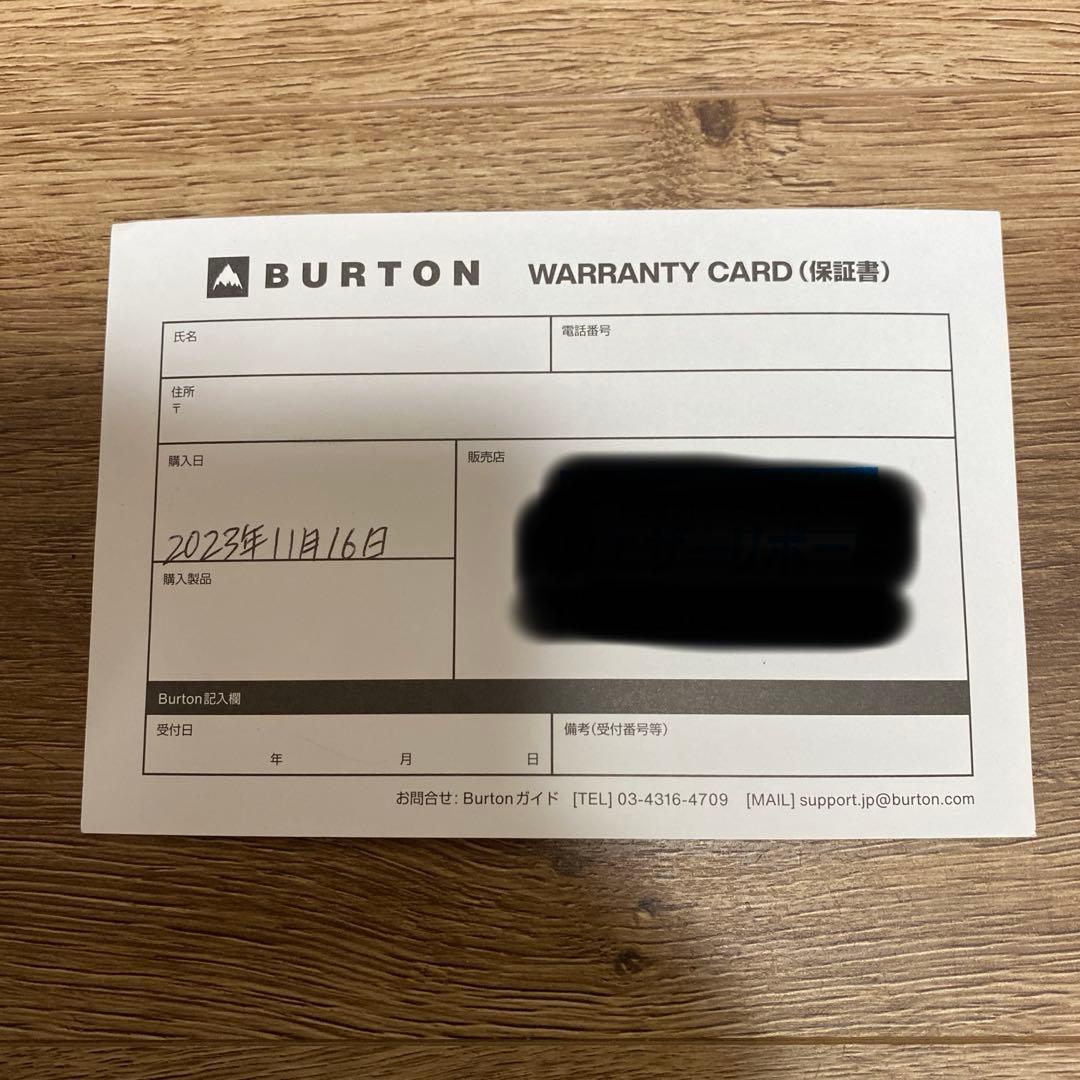 BURTON WARRANTY CARD(保証書)
氏名
電話番号
住所
〒
購入日
2023年11月16日
販売店
購入製品
Burton記入欄
受付日
年 月 日
備考(受付番号等)
お問合せ: Burtonガイド [TEL] 03-4316-4709 [MAIL] support.jp@burton.com